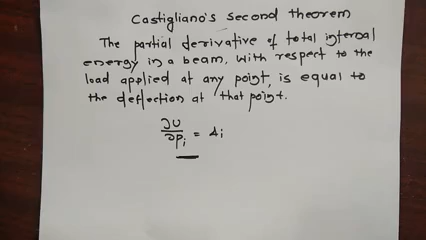 Castigliano's second theorem
The partial derivative of total internal
energy in a beam, with respect to the
load applied at any point, is equal to
the deflection at that point.
∂U/∂Pᵢ = Δᵢ